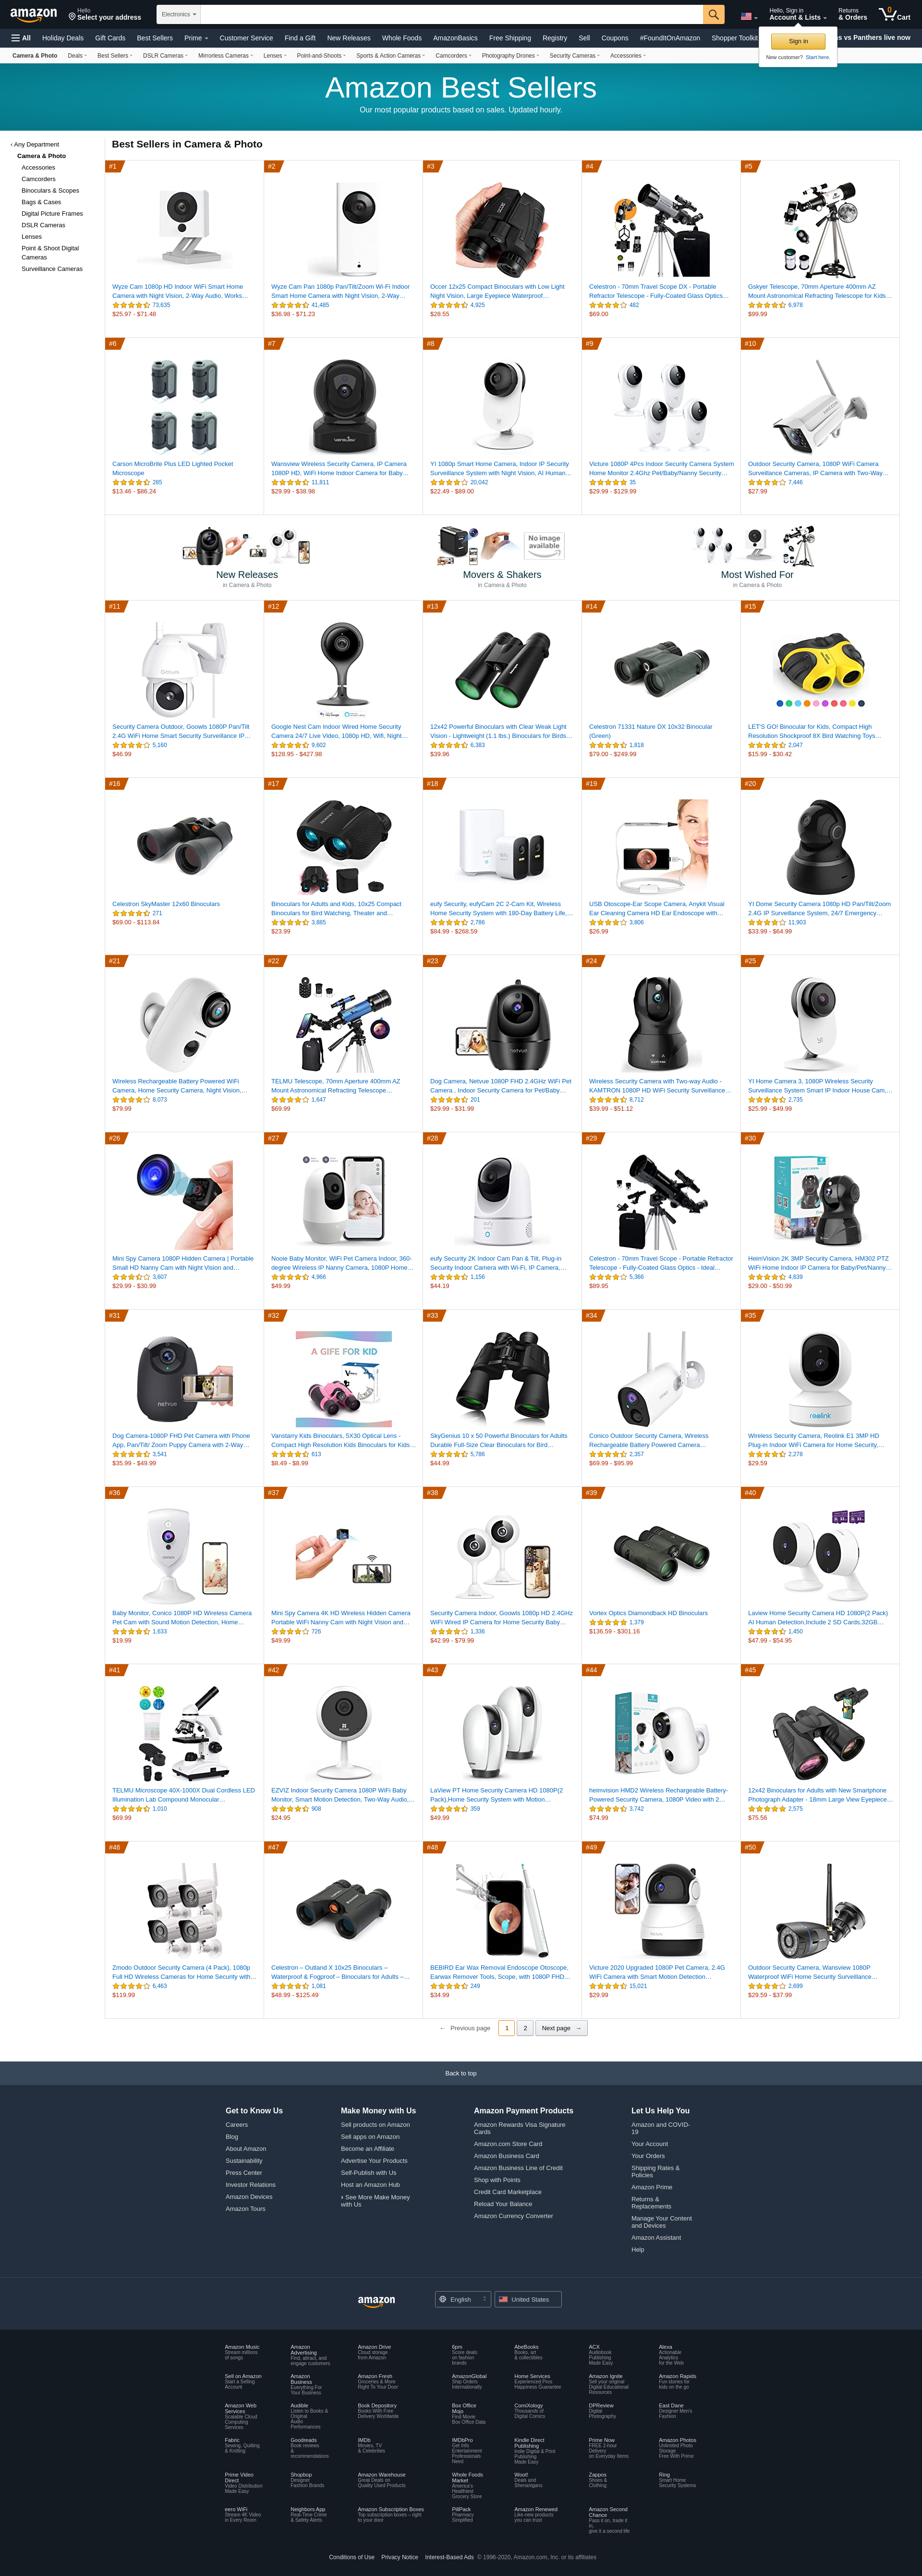 amazon
Hello
Select your address
Electronics
Hello, Sign in
Account & Lists
Returns
& Orders
0
Cart
All
Holiday Deals
Gift Cards
Best Sellers
Prime
Customer Service
Find a Gift
New Releases
Whole Foods
AmazonBasics
Free Shipping
Registry
Sell
Coupons
#FoundItOnAmazon
Shopper Toolkit
vs Panthers live now
Sign in
New customer? Start here.
Camera & Photo
Deals
Best Sellers
DSLR Cameras
Mirrorless Cameras
Lenses
Point-and-Shoots
Sports & Action Cameras
Camcorders
Photography Drones
Security Cameras
Accessories
Amazon Best Sellers
Our most popular products based on sales. Updated hourly.
‹ Any Department
Camera & Photo
Accessories
Camcorders
Binoculars & Scopes
Bags & Cases
Digital Picture Frames
DSLR Cameras
Lenses
Point & Shoot Digital
Cameras
Surveillance Cameras
Best Sellers in Camera & Photo
#1
Wyze Cam 1080p HD Indoor WiFi Smart Home
Camera with Night Vision, 2-Way Audio, Works…
73,635
$25.97 - $71.48
#2
Wyze Cam Pan 1080p Pan/Tilt/Zoom Wi-Fi Indoor
Smart Home Camera with Night Vision, 2-Way…
41,485
$36.98 - $71.23
#3
Occer 12x25 Compact Binoculars with Low Light
Night Vision, Large Eyepiece Waterproof…
4,925
$28.55
#4
Celestron - 70mm Travel Scope DX - Portable
Refractor Telescope - Fully-Coated Glass Optics…
482
$69.00
#5
Gskyer Telescope, 70mm Aperture 400mm AZ
Mount Astronomical Refracting Telescope for Kids…
6,978
$99.99
#6
Carson MicroBrite Plus LED Lighted Pocket
Microscope
285
$13.46 - $86.24
#7
Wansview Wireless Security Camera, IP Camera
1080P HD, WiFi Home Indoor Camera for Baby…
11,811
$29.99 - $38.98
#8
YI 1080p Smart Home Camera, Indoor IP Security
Surveillance System with Night Vision, AI Human…
20,042
$22.49 - $89.00
#9
Victure 1080P 4Pcs Indoor Security Camera System
Home Monitor 2.4Ghz Pet/Baby/Nanny Security…
35
$29.99 - $129.99
#10
Outdoor Security Camera, 1080P WiFi Camera
Surveillance Cameras, IP Camera with Two-Way…
7,446
$27.99
No image
available
New Releases
in Camera & Photo
Movers & Shakers
in Camera & Photo
Most Wished For
in Camera & Photo
#11
Security Camera Outdoor, Goowls 1080P Pan/Tilt
2.4G WiFi Home Smart Security Surveillance IP…
5,160
$46.99
#12
Google Nest Cam Indoor-Wired Home Security
Camera 24/7 Live Video, 1080p HD, Wifi, Night…
9,602
$128.95 - $427.98
#13
12x42 Powerful Binoculars with Clear Weak Light
Vision - Lightweight (1.1 lbs.) Binoculars for Birds…
6,383
$39.96
#14
Celestron 71331 Nature DX 10x32 Binocular
(Green)
1,818
$79.00 - $249.99
#15
LET'S GO! Binocular for Kids, Compact High
Resolution Shockproof 8X Bird Watching Toys…
2,047
$15.99 - $30.42
#16
Celestron SkyMaster 12x60 Binoculars
271
$69.00 - $113.84
#17
Binoculars for Adults and Kids, 10x25 Compact
Binoculars for Bird Watching, Theater and…
3,885
$23.99
#18
eufy Security, eufyCam 2C 2-Cam Kit, Wireless
Home Security System with 180-Day Battery Life,…
2,786
$84.99 - $268.59
#19
USB Otoscope-Ear Scope Camera, Anykit Visual
Ear Cleaning Camera HD Ear Endoscope with…
3,806
$26.99
#20
YI Dome Security Camera 1080p HD Pan/Tilt/Zoom
2.4G IP Surveillance System, 24/7 Emergency…
11,903
$33.99 - $64.99
#21
Wireless Rechargeable Battery Powered WiFi
Camera, Home Security Camera, Night Vision,…
8,073
$79.99
#22
TELMU Telescope, 70mm Aperture 400mm AZ
Mount Astronomical Refracting Telescope…
1,647
$69.99
#23
netvue
Dog Camera, Netvue 1080P FHD 2.4GHz WiFi Pet
Camera , Indoor Security Camera for Pet/Baby…
201
$29.99 - $31.99
#24
Wireless Security Camera with Two-way Audio -
KAMTRON 1080P HD WiFi Security Surveillance…
8,712
$39.99 - $51.12
#25
YI Home Camera 3, 1080P Wireless Security
Surveillance System Smart IP Indoor House Cam,…
2,735
$25.99 - $49.99
#26
Mini Spy Camera 1080P Hidden Camera | Portable
Small HD Nanny Cam with Night Vision and…
3,607
$29.99 - $30.99
#27
Nooie Baby Monitor, WiFi Pet Camera Indoor, 360-
degree Wireless IP Nanny Camera, 1080P Home…
4,966
$49.99
#28
eufy Security 2K Indoor Cam Pan & Tilt, Plug-in
Security Indoor Camera with Wi-Fi, IP Camera,…
1,156
$44.19
#29
Celestron - 70mm Travel Scope - Portable Refractor
Telescope - Fully-Coated Glass Optics - Ideal…
5,366
$89.95
#30
HeimVision 2K 3MP Security Camera, HM302 PTZ
WiFi Home Indoor IP Camera for Baby/Pet/Nanny…
4,639
$29.00 - $50.99
#31
netvue
Dog Camera-1080P FHD Pet Camera with Phone
App, Pan/Tilt/ Zoom Puppy Camera with 2-Way…
3,541
$35.99 - $49.99
#32
A GIFE FOR KID
Vanstarry Kids Binoculars, 5X30 Optical Lens -
Compact High Resolution Kids Binoculars for Kids…
613
$8.49 - $8.99
#33
SkyGenius 10 x 50 Powerful Binoculars for Adults
Durable Full-Size Clear Binoculars for Bird…
5,786
$44.99
#34
Conico Outdoor Security Camera, Wireless
Rechargeable Battery Powered Camera…
2,357
$69.99 - $95.99
#35
reolink
Wireless Security Camera, Reolink E1 3MP HD
Plug-in Indoor WiFi Camera for Home Security,…
2,278
$29.59
#36
Baby Monitor, Conico 1080P HD Wireless Camera
Pet Cam with Sound Motion Detection, Home…
1,633
$19.99
#37
Mini Spy Camera 4K HD Wireless Hidden Camera
Portable WiFi Nanny Cam with Night Vision and…
726
$49.99
#38
Security Camera Indoor, Goowls 1080p HD 2.4GHz
WiFi Wired IP Camera for Home Security Baby…
1,336
$42.99 - $79.99
#39
Vortex Optics Diamondback HD Binoculars
1,379
$136.59 - $301.16
#40
Laview Home Security Camera HD 1080P(2 Pack)
AI Human Detection,Include 2 SD Cards,32GB…
1,450
$47.99 - $54.95
#41
TELMU Microscope 40X-1000X Dual Cordless LED
Illumination Lab Compound Monocular…
1,010
$69.99
#42
EZVIZ Indoor Security Camera 1080P WiFi Baby
Monitor, Smart Motion Detection, Two-Way Audio,…
908
$24.95
#43
LaView PT Home Security Camera HD 1080P(2
Pack),Home Security System with Motion…
359
$49.99
#44
heimvision HMD2 Wireless Rechargeable Battery-
Powered Security Camera, 1080P Video with 2…
3,742
$74.99
#45
12x42 Binoculars for Adults with New Smartphone
Photograph Adapter - 18mm Large View Eyepiece…
2,575
$75.56
#46
Zmodo Outdoor Security Camera (4 Pack), 1080p
Full HD Wireless Cameras for Home Security with…
6,463
$119.99
#47
Celestron – Outland X 10x25 Binoculars –
Waterproof & Fogproof – Binoculars for Adults –…
1,081
$48.99 - $125.49
#48
BEBIRD Ear Wax Removal Endoscope Otoscope,
Earwax Remover Tools, Scope, with 1080P FHD…
249
$34.99
#49
Victure 2020 Upgraded 1080P Pet Camera, 2.4G
WiFi Camera with Smart Motion Detection…
15,021
$29.99
#50
Outdoor Security Camera, Wansview 1080P
Waterproof WiFi Home Security Surveillance…
2,699
$29.59 - $37.99
← Previous page
1
2
Next page →
Back to top
Get to Know Us
Careers
Blog
About Amazon
Sustainability
Press Center
Investor Relations
Amazon Devices
Amazon Tours
Make Money with Us
Sell products on Amazon
Sell apps on Amazon
Become an Affiliate
Advertise Your Products
Self-Publish with Us
Host an Amazon Hub
› See More Make Money
with Us
Amazon Payment Products
Amazon Rewards Visa Signature
Cards
Amazon.com Store Card
Amazon Business Card
Amazon Business Line of Credit
Shop with Points
Credit Card Marketplace
Reload Your Balance
Amazon Currency Converter
Let Us Help You
Amazon and COVID-
19
Your Account
Your Orders
Shipping Rates &
Policies
Amazon Prime
Returns &
Replacements
Manage Your Content
and Devices
Amazon Assistant
Help
amazon
English
United States
Amazon Music
Stream millions
of songs
Amazon
Advertising
Find, attract, and
engage customers
Amazon Drive
Cloud storage
from Amazon
6pm
Score deals
on fashion
brands
AbeBooks
Books, art
& collectibles
ACX
Audiobook
Publishing
Made Easy
Alexa
Actionable
Analytics
for the Web
Sell on Amazon
Start a Selling
Account
Amazon
Business
Everything For
Your Business
Amazon Fresh
Groceries & More
Right To Your Door
AmazonGlobal
Ship Orders
Internationally
Home Services
Experienced Pros
Happiness Guarantee
Amazon Ignite
Sell your original
Digital Educational
Resources
Amazon Rapids
Fun stories for
kids on the go
Amazon Web
Services
Scalable Cloud
Computing
Services
Audible
Listen to Books &
Original
Audio
Performances
Book Depository
Books With Free
Delivery Worldwide
Box Office
Mojo
Find Movie
Box Office Data
ComiXology
Thousands of
Digital Comics
DPReview
Digital
Photography
East Dane
Designer Men's
Fashion
Fabric
Sewing, Quilting
& Knitting
Goodreads
Book reviews
&
recommendations
IMDb
Movies, TV
& Celebrities
IMDbPro
Get Info
Entertainment
Professionals
Need
Kindle Direct
Publishing
Indie Digital & Print
Publishing
Made Easy
Prime Now
FREE 2-hour
Delivery
on Everyday Items
Amazon Photos
Unlimited Photo
Storage
Free With Prime
Prime Video
Direct
Video Distribution
Made Easy
Shopbop
Designer
Fashion Brands
Amazon Warehouse
Great Deals on
Quality Used Products
Whole Foods
Market
America's
Healthiest
Grocery Store
Woot!
Deals and
Shenanigans
Zappos
Shoes &
Clothing
Ring
Smart Home
Security Systems
eero WiFi
Stream 4K Video
in Every Room
Neighbors App
Real-Time Crime
& Safety Alerts
Amazon Subscription Boxes
Top subscription boxes – right
to your door
PillPack
Pharmacy
Simplified
Amazon Renewed
Like-new products
you can trust
Amazon Second
Chance
Pass it on, trade it
in,
give it a second life
Conditions of Use
Privacy Notice
Interest-Based Ads
© 1996-2020, Amazon.com, Inc. or its affiliates